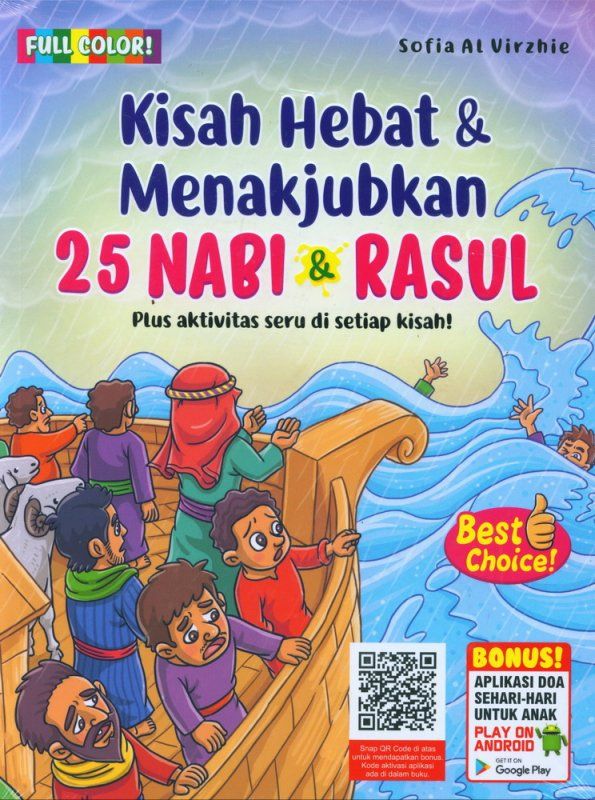 FULL COLOR!
Sofia Al Virzhie
Kisah Hebat &
Menakjubkan
25 NABI & RASUL
Plus aktivitas seru di setiap kisah!
Best
Choice!
Snap QR Code di atas
untuk mendapatkan bonus.
Kode aktivasi aplikasi
ada di dalam buku.
BONUS!
APLIKASI DOA
SEHARI-HARI
UNTUK ANAK
PLAY ON
ANDROID
GET IT ON
Google Play